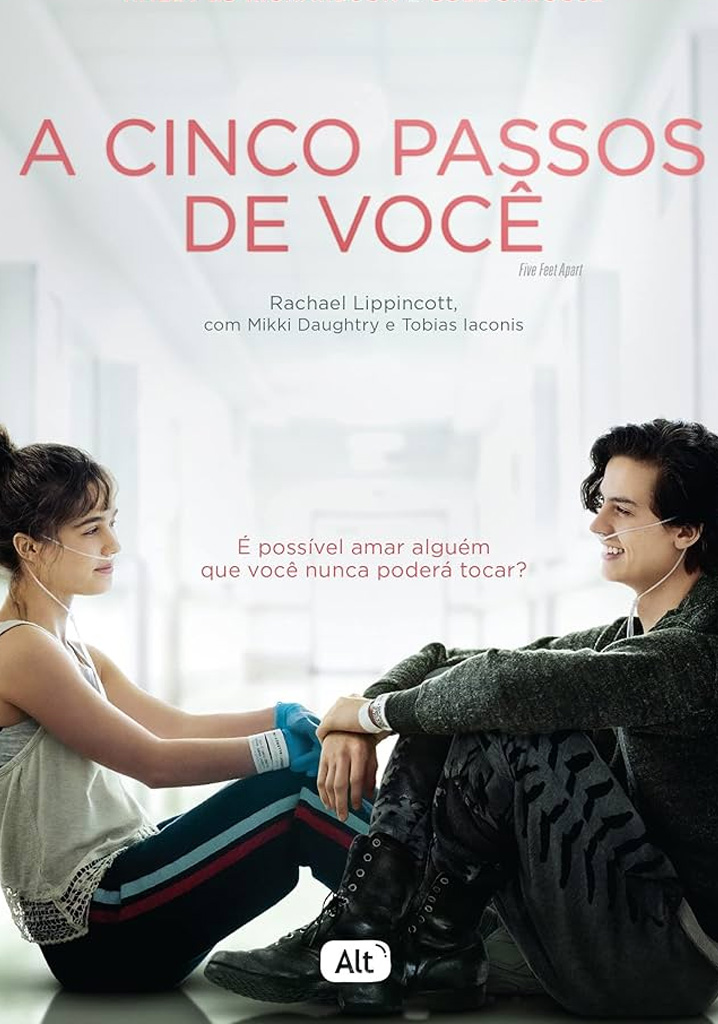 A CINCO PASSOS
DE VOCÊ
Five Feet Apart
Rachael Lippincott,
com Mikki Daughtry e Tobias Iaconis
É possível amar alguém
que você nunca poderá tocar?
Alt